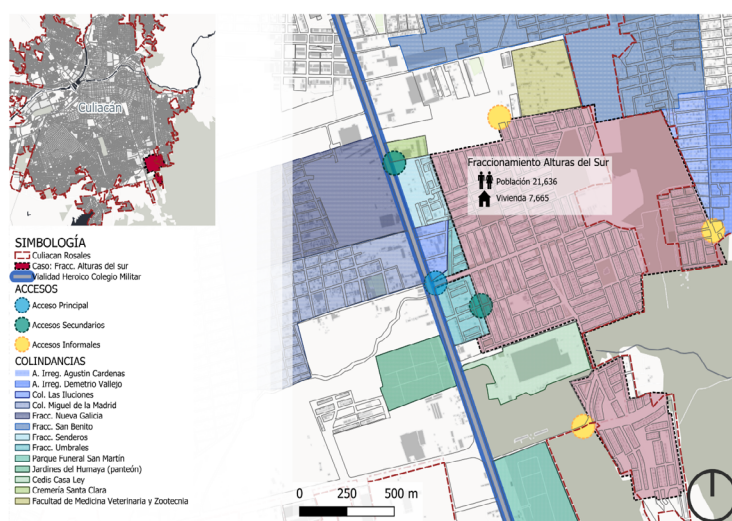 Culiacán
Fraccionamiento Alturas del Sur
Población 21,636
Vivienda 7,665
SIMBOLOGÍA
Culiacan Rosales
Caso: Fracc. Alturas del sur
Vialidad Heroico Colegio Militar
ACCESOS
Acceso Principal
Accesos Secundarios
Accesos Informales
COLINDANCIAS
A. Irreg. Agustin Cardenas
A. Irreg. Demetrio Vallejo
Col. Las Iluciones
Col. Miguel de la Madrid
Fracc. Nueva Galicia
Fracc. San Benito
Fracc. Senderos
Fracc. Umbrales
Parque Funeral San Martín
Jardines del Humaya (panteón)
Cedis Casa Ley
Cremería Santa Clara
Facultad de Medicina Veterinaria y Zootecnia
0 250 500 m